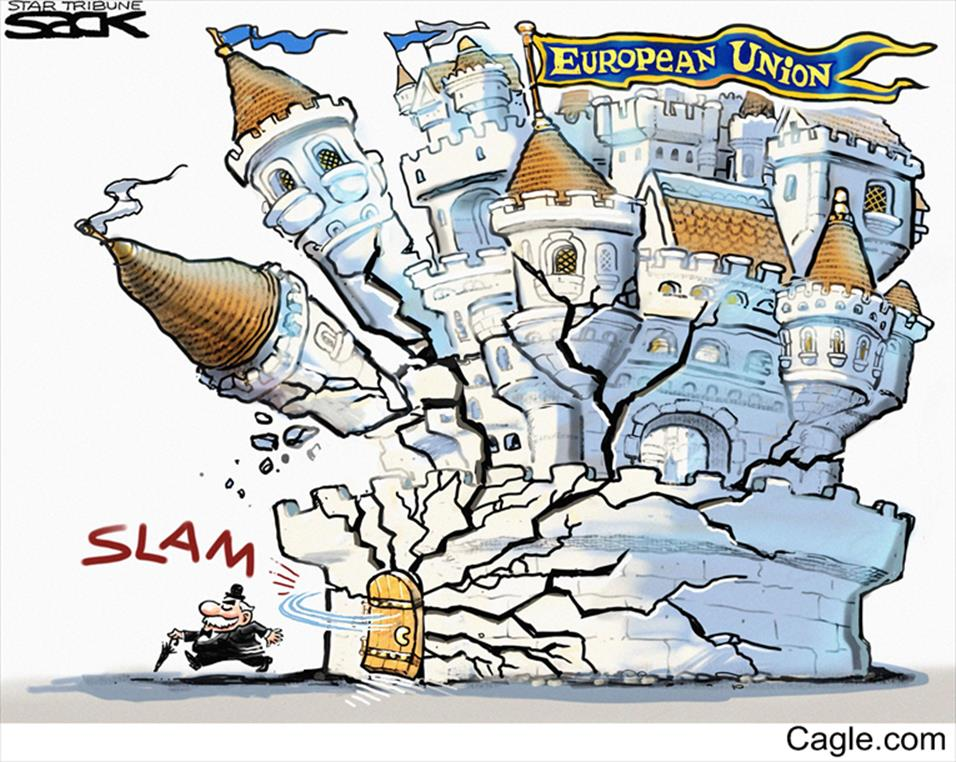 STAR TRIBUNE
SACK
EUROPEAN UNION
SLAM
Cagle.com